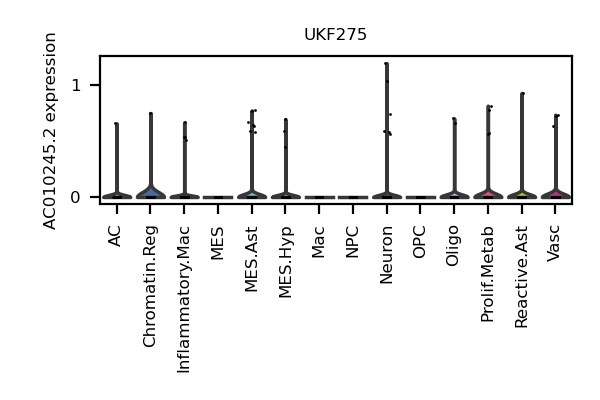 UKF275
AC010245.2 expression
1
0
AC
Chromatin.Reg
Inflammatory.Mac
MES
MES.Ast
MES.Hyp
Mac
NPC
Neuron
OPC
Oligo
Prolif.Metab
Reactive.Ast
Vasc